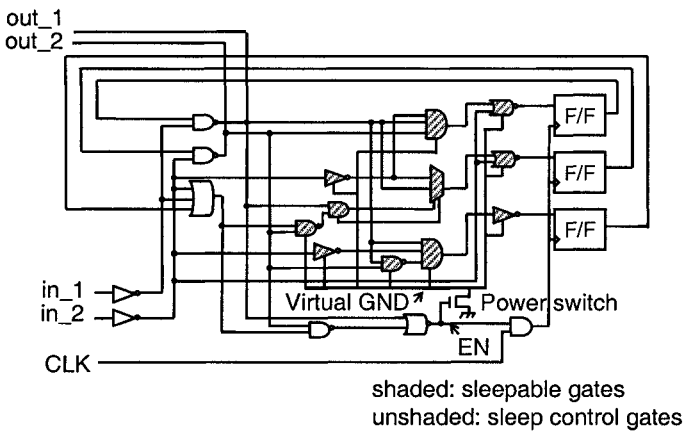 out_1
out_2
F/F
F/F
F/F
in_1
in_2
Virtual GND
Power switch
EN
CLK
shaded: sleepable gates
unshaded: sleep control gates